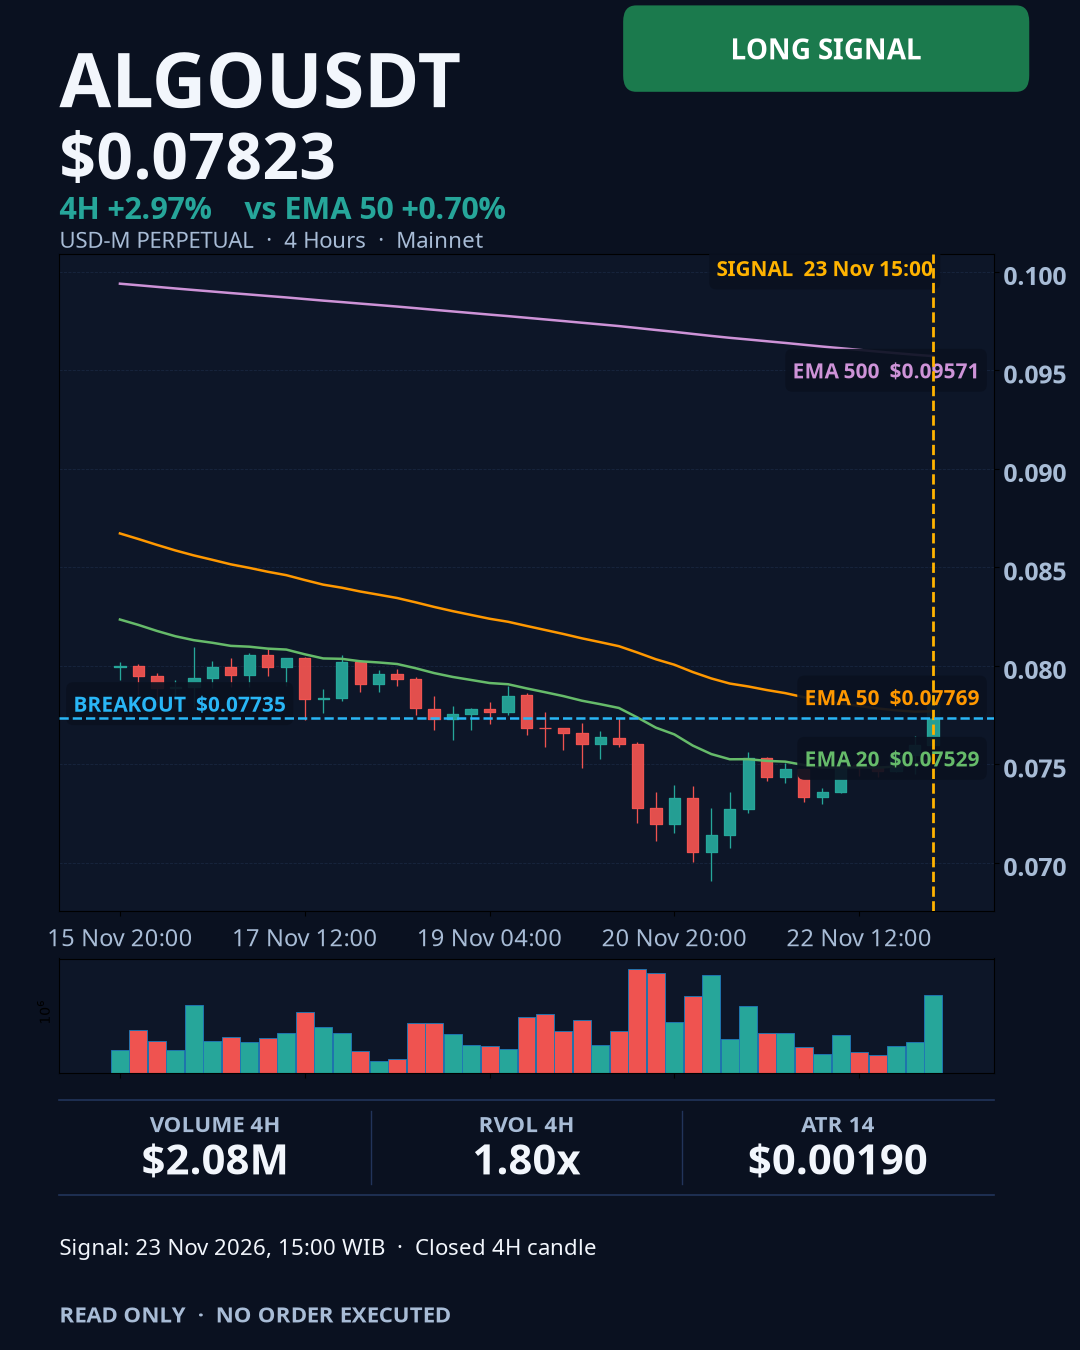 LONG SIGNAL
ALGOUSDT
$0.07823
4H +2.97% vs EMA 50 +0.70%
USD-M PERPETUAL · 4 Hours · Mainnet
SIGNAL 23 Nov 15:00
0.100
EMA 500 $0.09571
0.095
0.090
0.085
0.080
EMA 50 $0.07769
BREAKOUT $0.07735
EMA 20 $0.07529
0.075
0.070
15 Nov 20:00 17 Nov 12:00 19 Nov 04:00 20 Nov 20:00 22 Nov 12:00
10⁶
VOLUME 4H RVOL 4H ATR 14
$2.08M 1.80x $0.00190
Signal: 23 Nov 2026, 15:00 WIB · Closed 4H candle
READ ONLY · NO ORDER EXECUTED